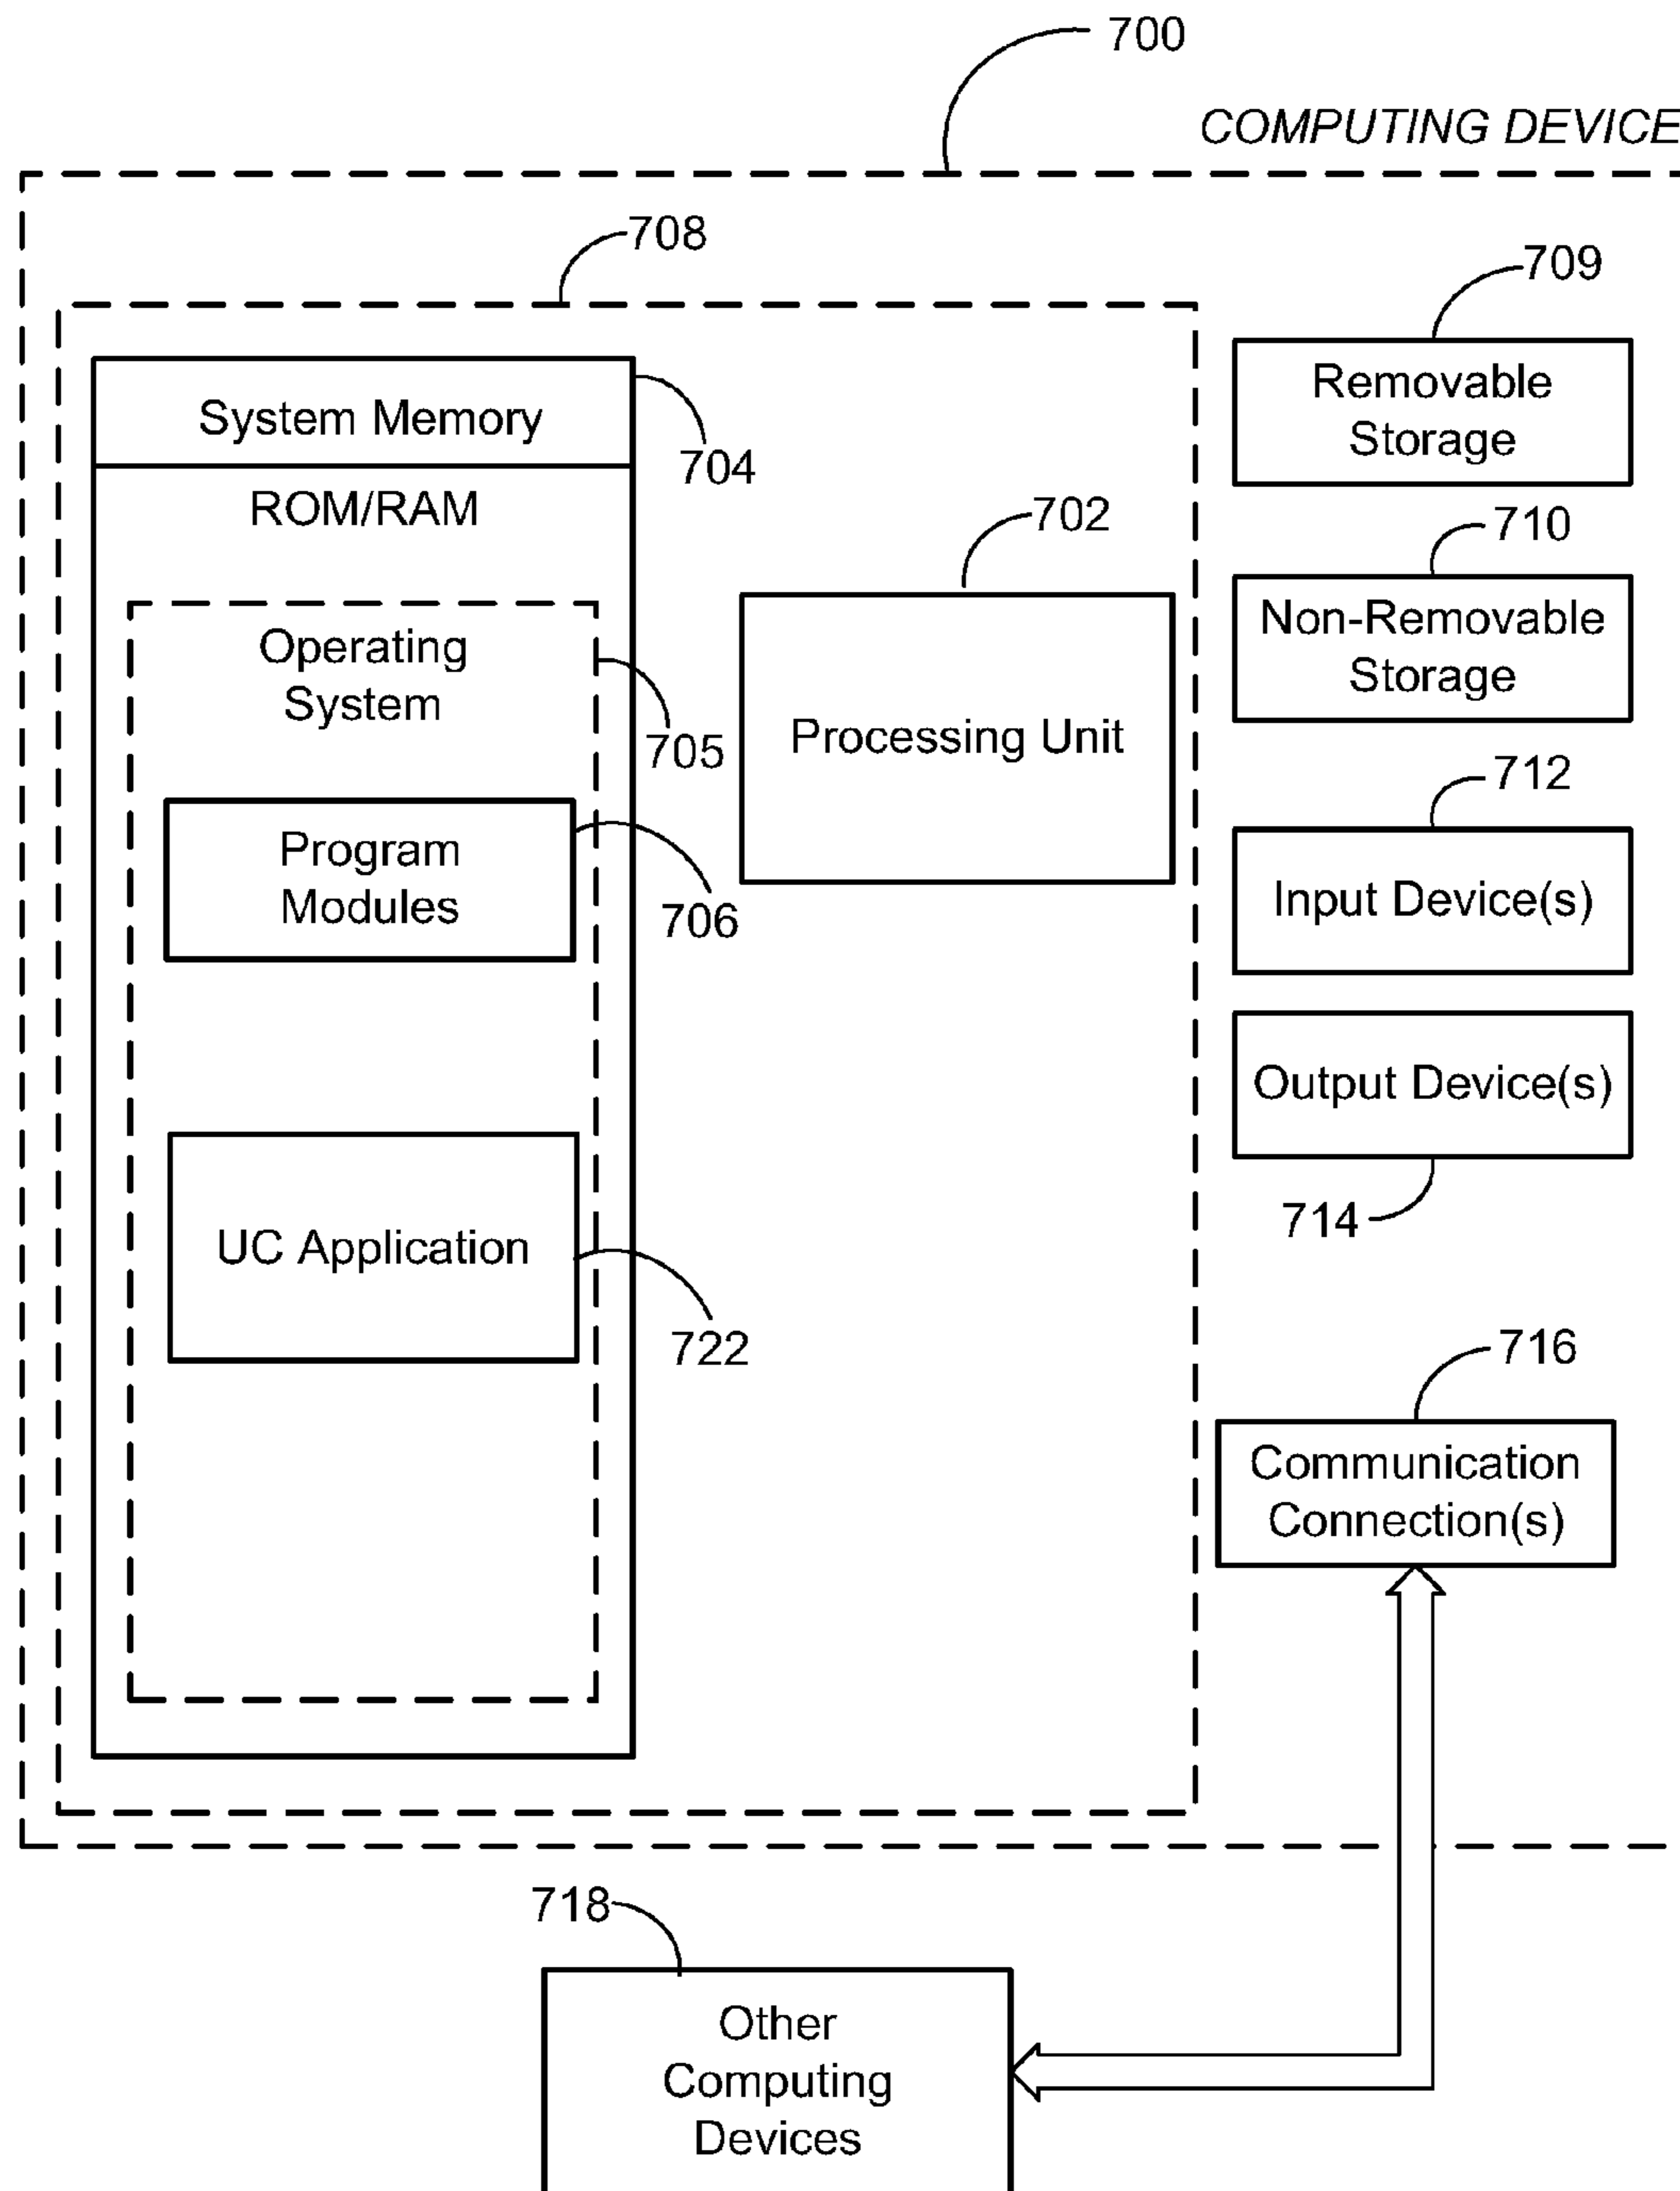 700
COMPUTING DEVICE
708
709
System Memory
704
ROM/RAM
Removable
Storage
702
710
Operating
System
705
Processing Unit
Non-Removable
Storage
712
Program
Modules
706
Input Device(s)
Output Device(s)
714
UC Application
722
716
Communication
Connection(s)
718
Other
Computing
Devices